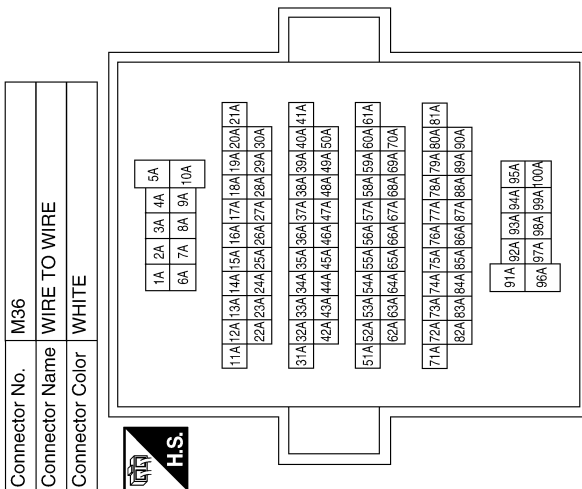 Connector No. M36
Connector Name WIRE TO WIRE
Connector Color WHITE
H.S.
1A 2A 3A 4A 5A
6A 7A 8A 9A 10A
11A 12A 13A 14A 15A 16A 17A 18A 19A 20A 21A
22A 23A 24A 25A 26A 27A 28A 29A 30A
31A 32A 33A 34A 35A 36A 37A 38A 39A 40A 41A
42A 43A 44A 45A 46A 47A 48A 49A 50A
51A 52A 53A 54A 55A 56A 57A 58A 59A 60A 61A
62A 63A 64A 65A 66A 67A 68A 69A 70A
71A 72A 73A 74A 75A 76A 77A 78A 79A 80A 81A
82A 83A 84A 85A 86A 87A 88A 89A 90A
91A 92A 93A 94A 95A
96A 97A 98A 99A 100A